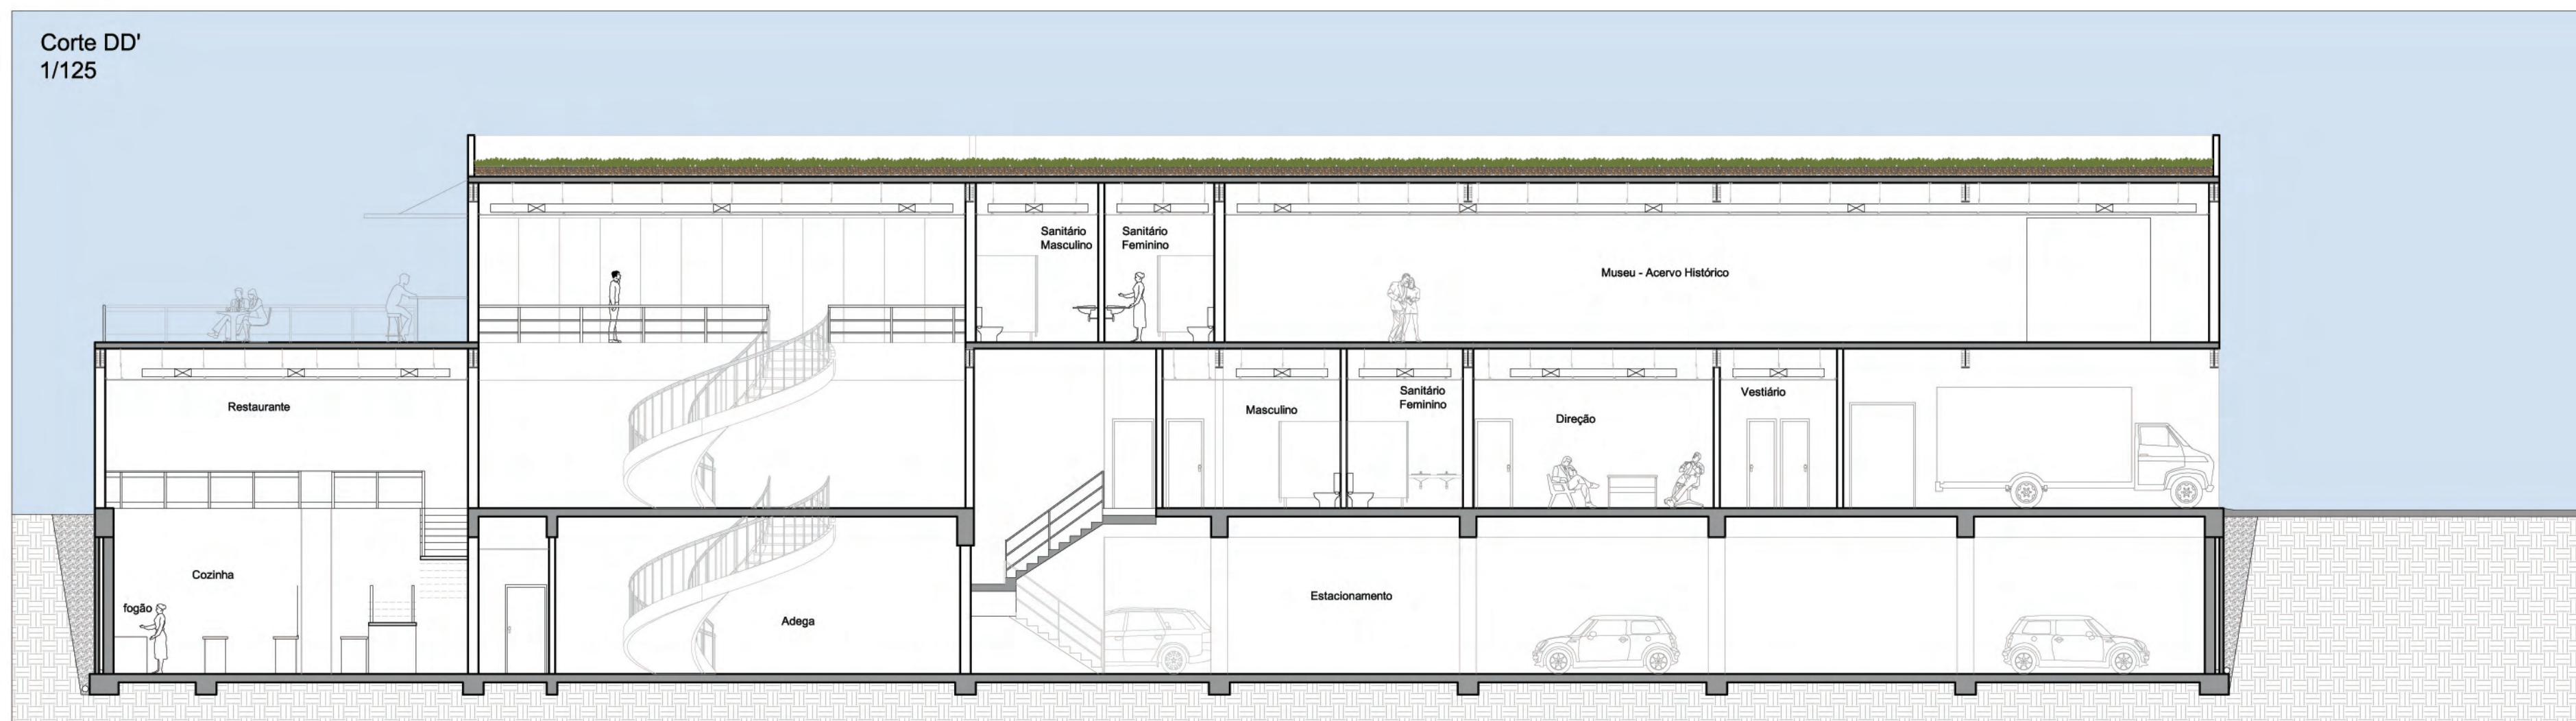 Corte DD'
1/125
Sanitário
Masculino
Sanitário
Feminino
Museu - Acervo Histórico
Restaurante
Masculino
Sanitário
Feminino
Direção
Vestiário
Cozinha
fogão
Adega
Estacionamento